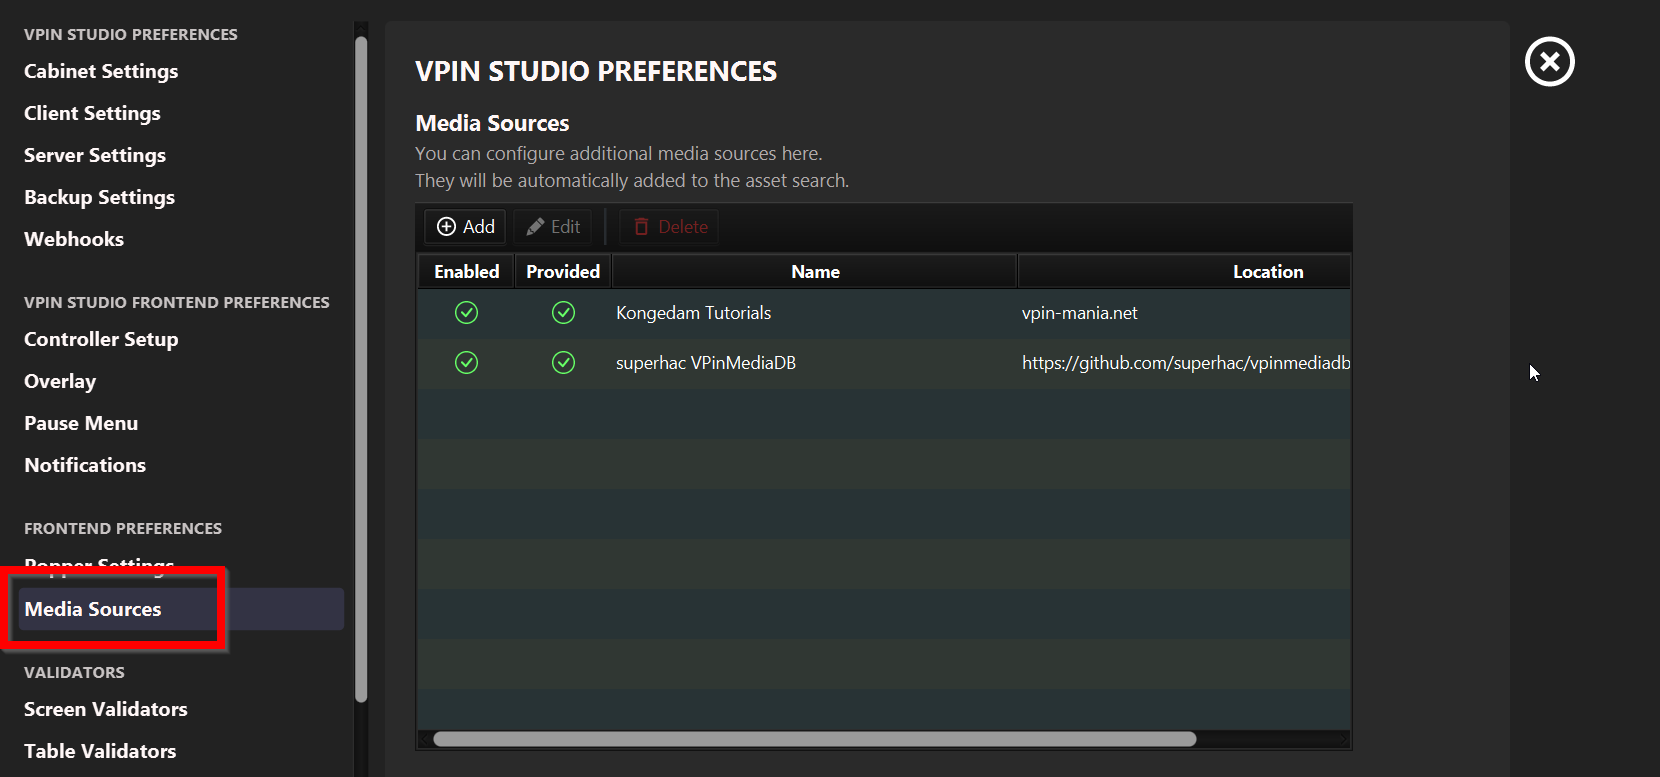 VPIN STUDIO PREFERENCES
Cabinet Settings
Client Settings
Server Settings
Backup Settings
Webhooks
VPIN STUDIO FRONTEND PREFERENCES
Controller Setup
Overlay
Pause Menu
Notifications
FRONTEND PREFERENCES
Popper Settings
Media Sources
VALIDATORS
Screen Validators
Table Validators
VPIN STUDIO PREFERENCES
Media Sources
You can configure additional media sources here.
They will be automatically added to the asset search.
Add Edit Delete
Enabled Provided Name Location
Kongedam Tutorials vpin-mania.net
superhac VPinMediaDB https://github.com/superhac/vpinmediadb